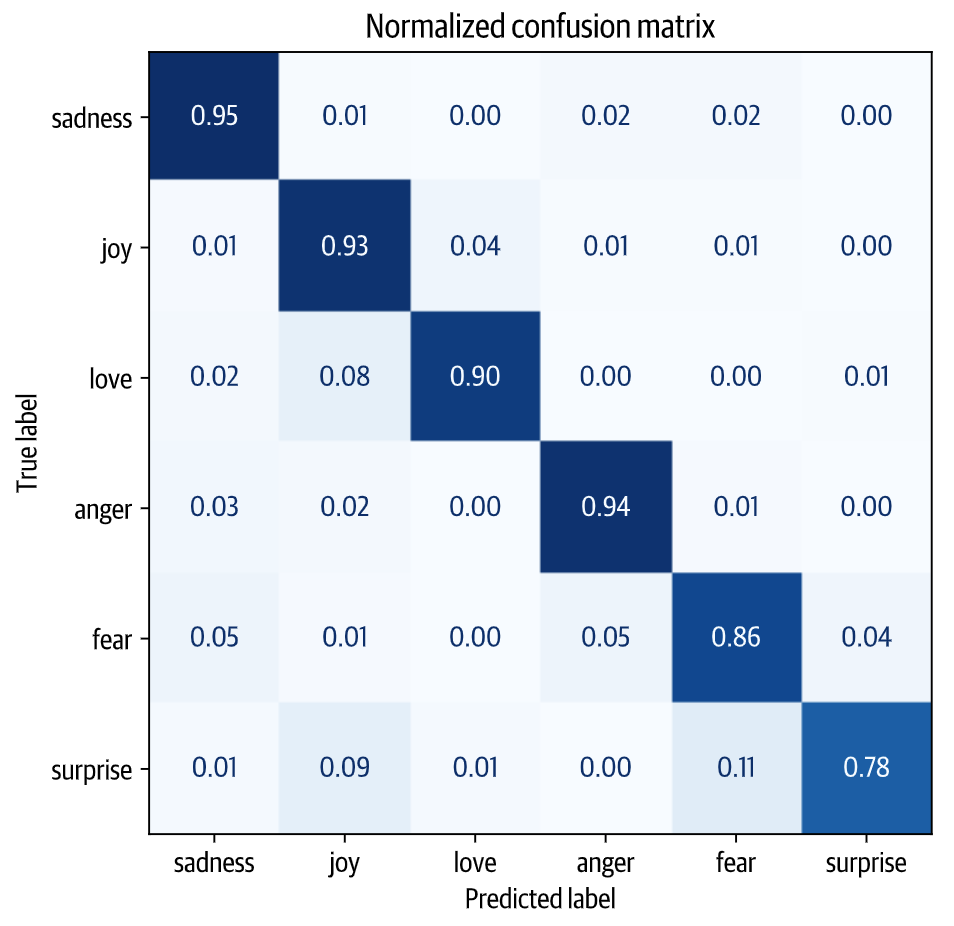 Normalized confusion matrix
sadness 0.95 0.01 0.00 0.02 0.02 0.00
joy 0.01 0.93 0.04 0.01 0.01 0.00
love 0.02 0.08 0.90 0.00 0.00 0.01
True label
anger 0.03 0.02 0.00 0.94 0.01 0.00
fear 0.05 0.01 0.00 0.05 0.86 0.04
surprise 0.01 0.09 0.01 0.00 0.11 0.78
sadness joy love anger fear surprise
Predicted label